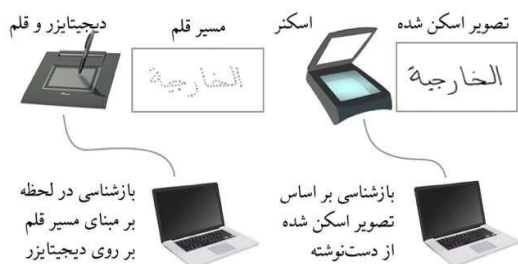 تصویر اسکن شده
اسکنر
مسیر قلم
دیجیتایزر و قلم
الخارجية
الخارجية
بازشناسی بر اساس
تصویر اسکن شده
از دست‌نوشته
بازشناسی در لحظه
بر مبنای مسیر قلم
بر روی دیجیتایزر